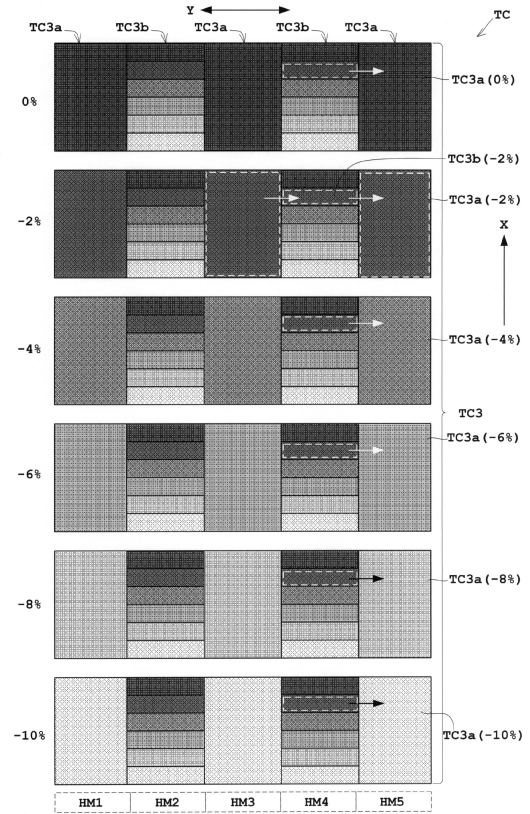 Y
TC
TC3a TC3b TC3a TC3b TC3a
TC3a(0%)
0%
TC3b(-2%)
TC3a(-2%)
-2%
X
TC3a(-4%)
-4%
TC3
TC3a(-6%)
-6%
TC3a(-8%)
-8%
TC3a(-10%)
-10%
HM1 HM2 HM3 HM4 HM5